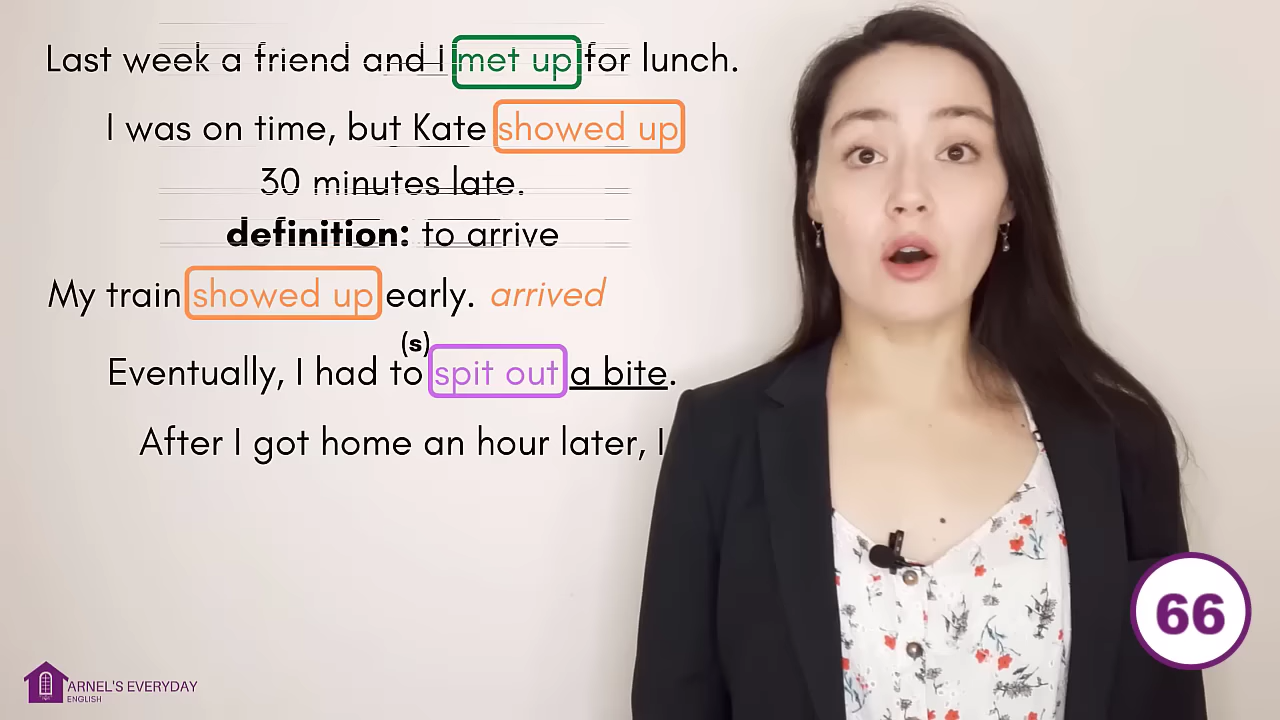 Last week a friend and I met up for lunch.
I was on time, but Kate showed up
30 minutes late.
definition: to arrive
My train showed up early. arrived
(s)
Eventually, I had to spit out a bite.
After I got home an hour later, I
66
ARNEL'S EVERYDAY
ENGLISH